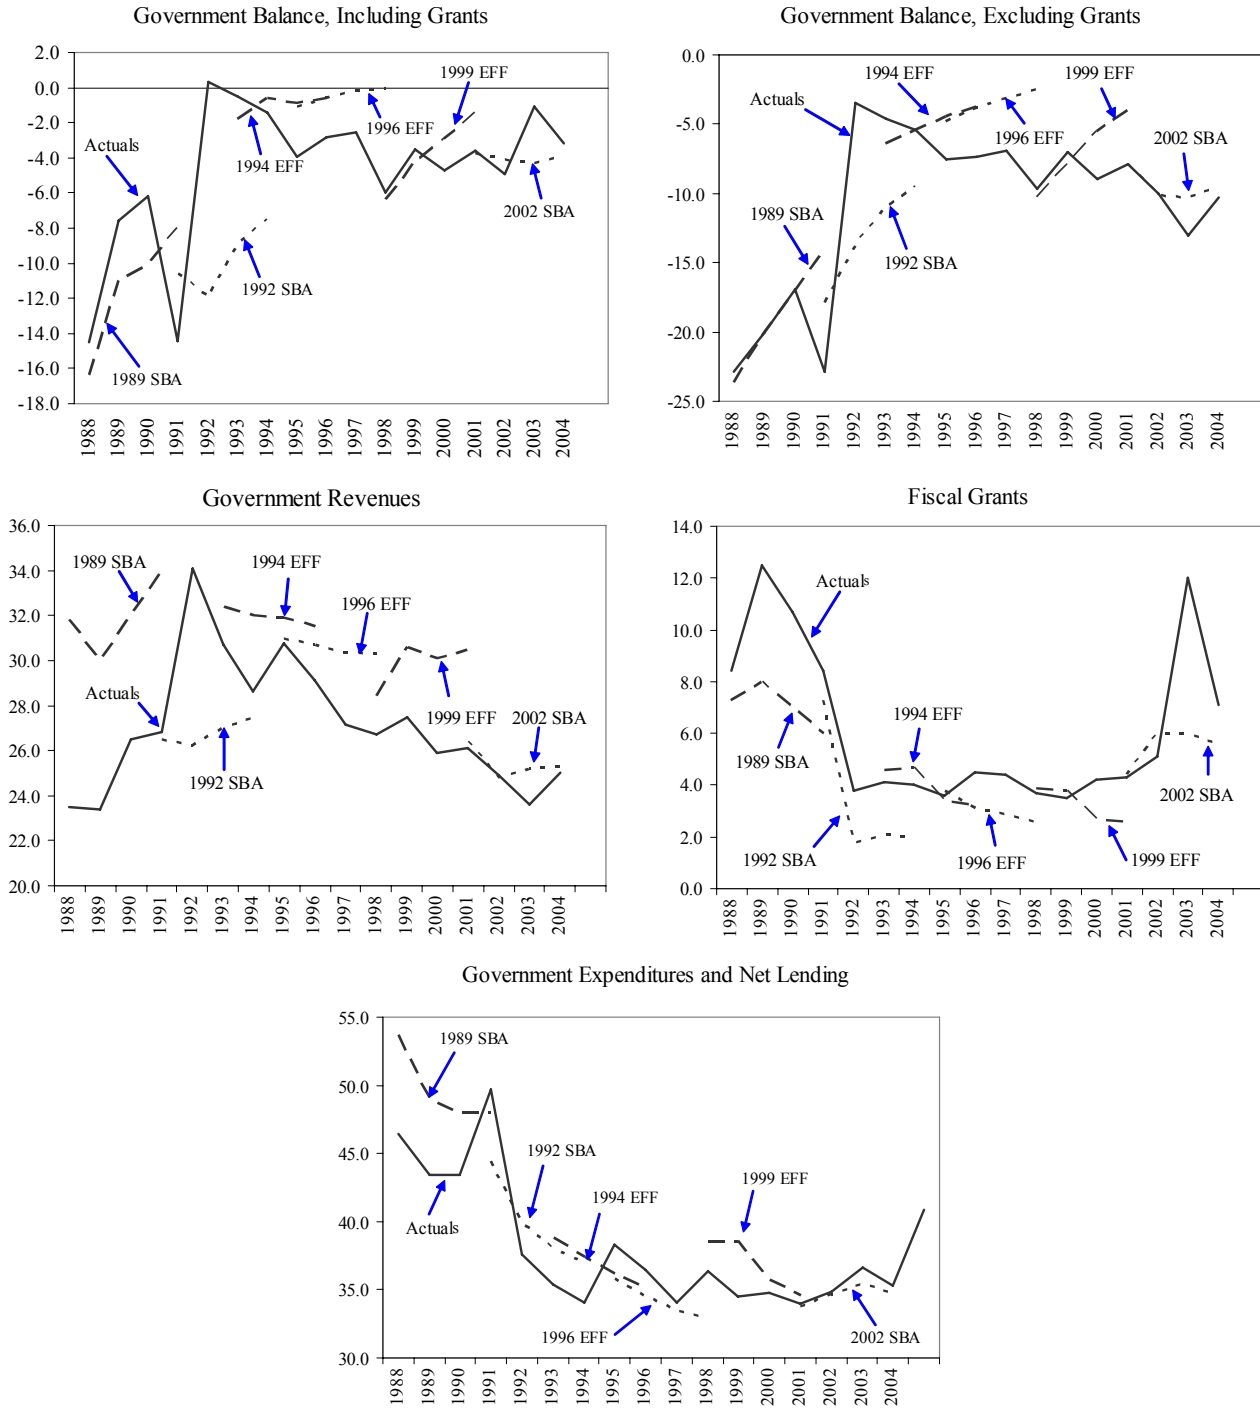 Government Balance, Including Grants
2.0
0.0
-2.0
-4.0
-6.0
-8.0
-10.0
-12.0
-14.0
-16.0
-18.0
Actuals
1989 SBA
1992 SBA
1994 EFF
1996 EFF
1999 EFF
2002 SBA
1988 1989 1990 1991 1992 1993 1994 1995 1996 1997 1998 1999 2000 2001 2002 2003 2004
Government Balance, Excluding Grants
0.0
-5.0
-10.0
-15.0
-20.0
-25.0
Actuals
1994 EFF
1999 EFF
1996 EFF
2002 SBA
1989 SBA
1992 SBA
1988 1989 1990 1991 1992 1993 1994 1995 1996 1997 1998 1999 2000 2001 2002 2003 2004
Government Revenues
36.0
34.0
32.0
30.0
28.0
26.0
24.0
22.0
20.0
1989 SBA
1994 EFF
1996 EFF
Actuals
1999 EFF
2002 SBA
1992 SBA
1988 1989 1990 1991 1992 1993 1994 1995 1996 1997 1998 1999 2000 2001 2002 2003 2004
Fiscal Grants
14.0
12.0
10.0
8.0
6.0
4.0
2.0
0.0
Actuals
1994 EFF
1989 SBA
2002 SBA
1992 SBA
1996 EFF
1999 EFF
1988 1989 1990 1991 1992 1993 1994 1995 1996 1997 1998 1999 2000 2001 2002 2003 2004
Government Expenditures and Net Lending
55.0
50.0
45.0
40.0
35.0
30.0
1989 SBA
1992 SBA
1994 EFF
1999 EFF
Actuals
1996 EFF
2002 SBA
1988 1989 1990 1991 1992 1993 1994 1995 1996 1997 1998 1999 2000 2001 2002 2003 2004